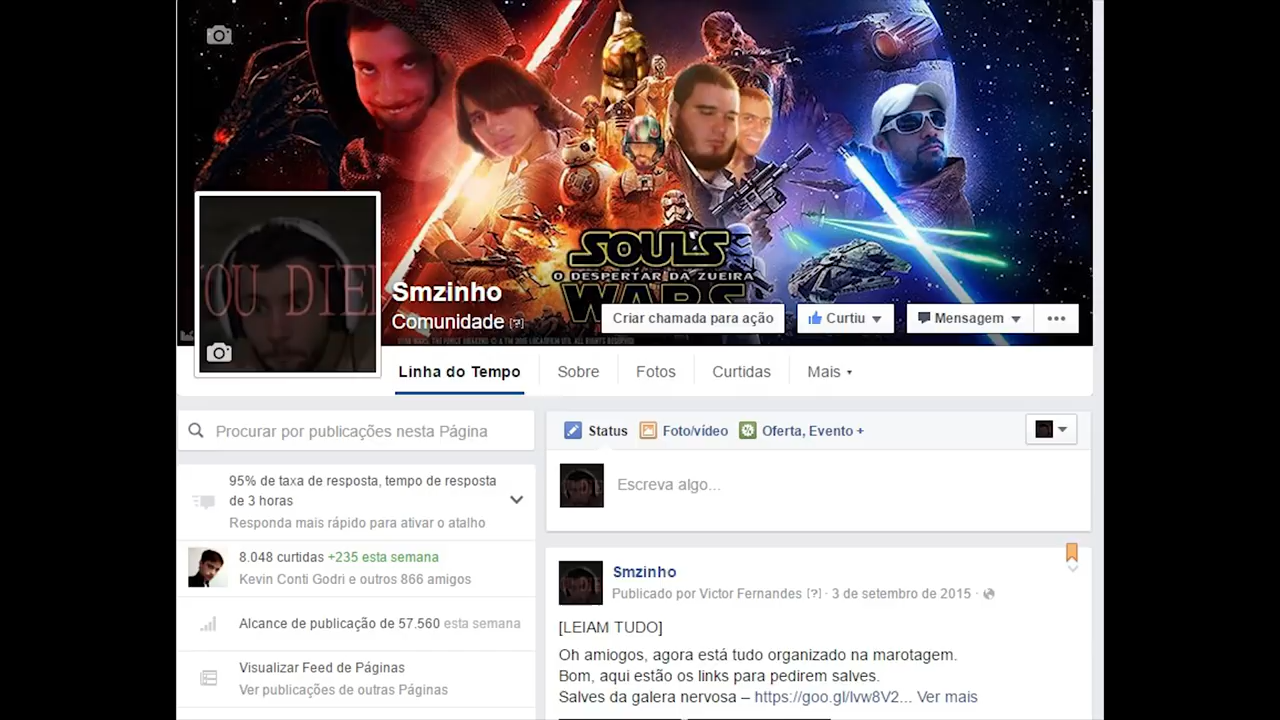 SOULS
O DESPERTAR DA ZUEIRA
WARS
OU DIE
Smzinho
Comunidade [?]
Criar chamada para ação
Curtiu
Mensagem
Linha do Tempo
Sobre
Fotos
Curtidas
Mais
Procurar por publicações nesta Página
95% de taxa de resposta, tempo de resposta
de 3 horas
Responda mais rápido para ativar o atalho
8.048 curtidas +235 esta semana
Kevin Conti Godri e outros 866 amigos
Alcance de publicação de 57.560 esta semana
Visualizar Feed de Páginas
Ver publicações de outras Páginas
Status
Foto/vídeo
Oferta, Evento +
Escreva algo...
Smzinho
Publicado por Victor Fernandes [?] · 3 de setembro de 2015 ·
[LEIAM TUDO]
Oh amiogos, agora está tudo organizado na marotagem.
Bom, aqui estão os links para pedirem salves.
Salves da galera nervosa – https://goo.gl/lvw8V2... Ver mais